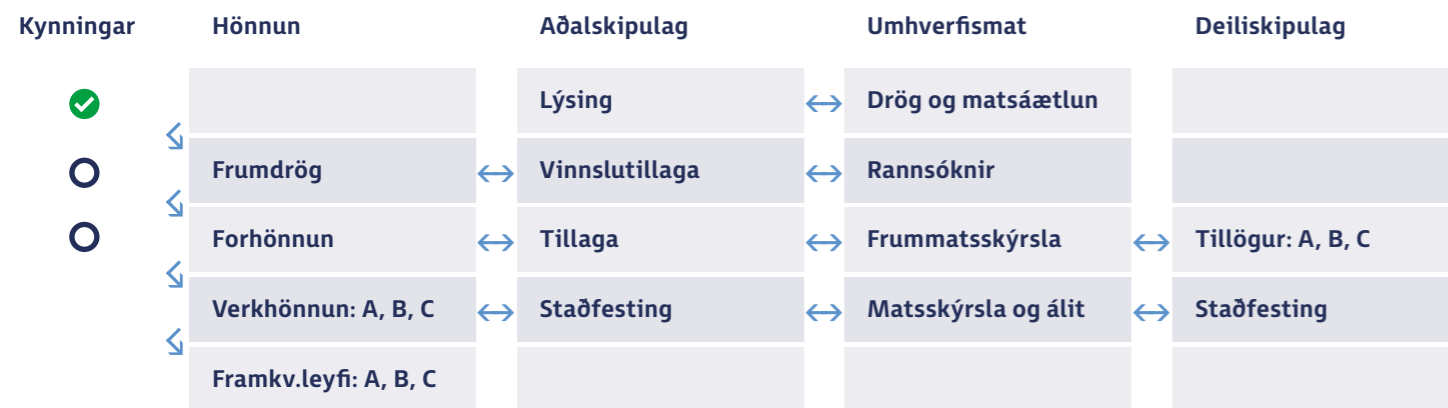 Kynningar Hönnun Aðalskipulag Umhverfismat Deiliskipulag
Lýsing Drög og matsáætlun
Frumdrög Vinnslutillaga Rannsóknir
Forhönnun Tillaga Frummatsskýrsla Tillögur: A, B, C
Verkhönnun: A, B, C Staðfesting Matsskýrsla og álit Staðfesting
Framkv.leyfi: A, B, C